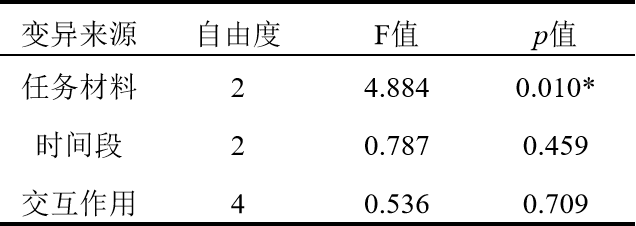 变异来源 自由度 F值 p值
任务材料 2 4.884 0.010*
时间段 2 0.787 0.459
交互作用 4 0.536 0.709